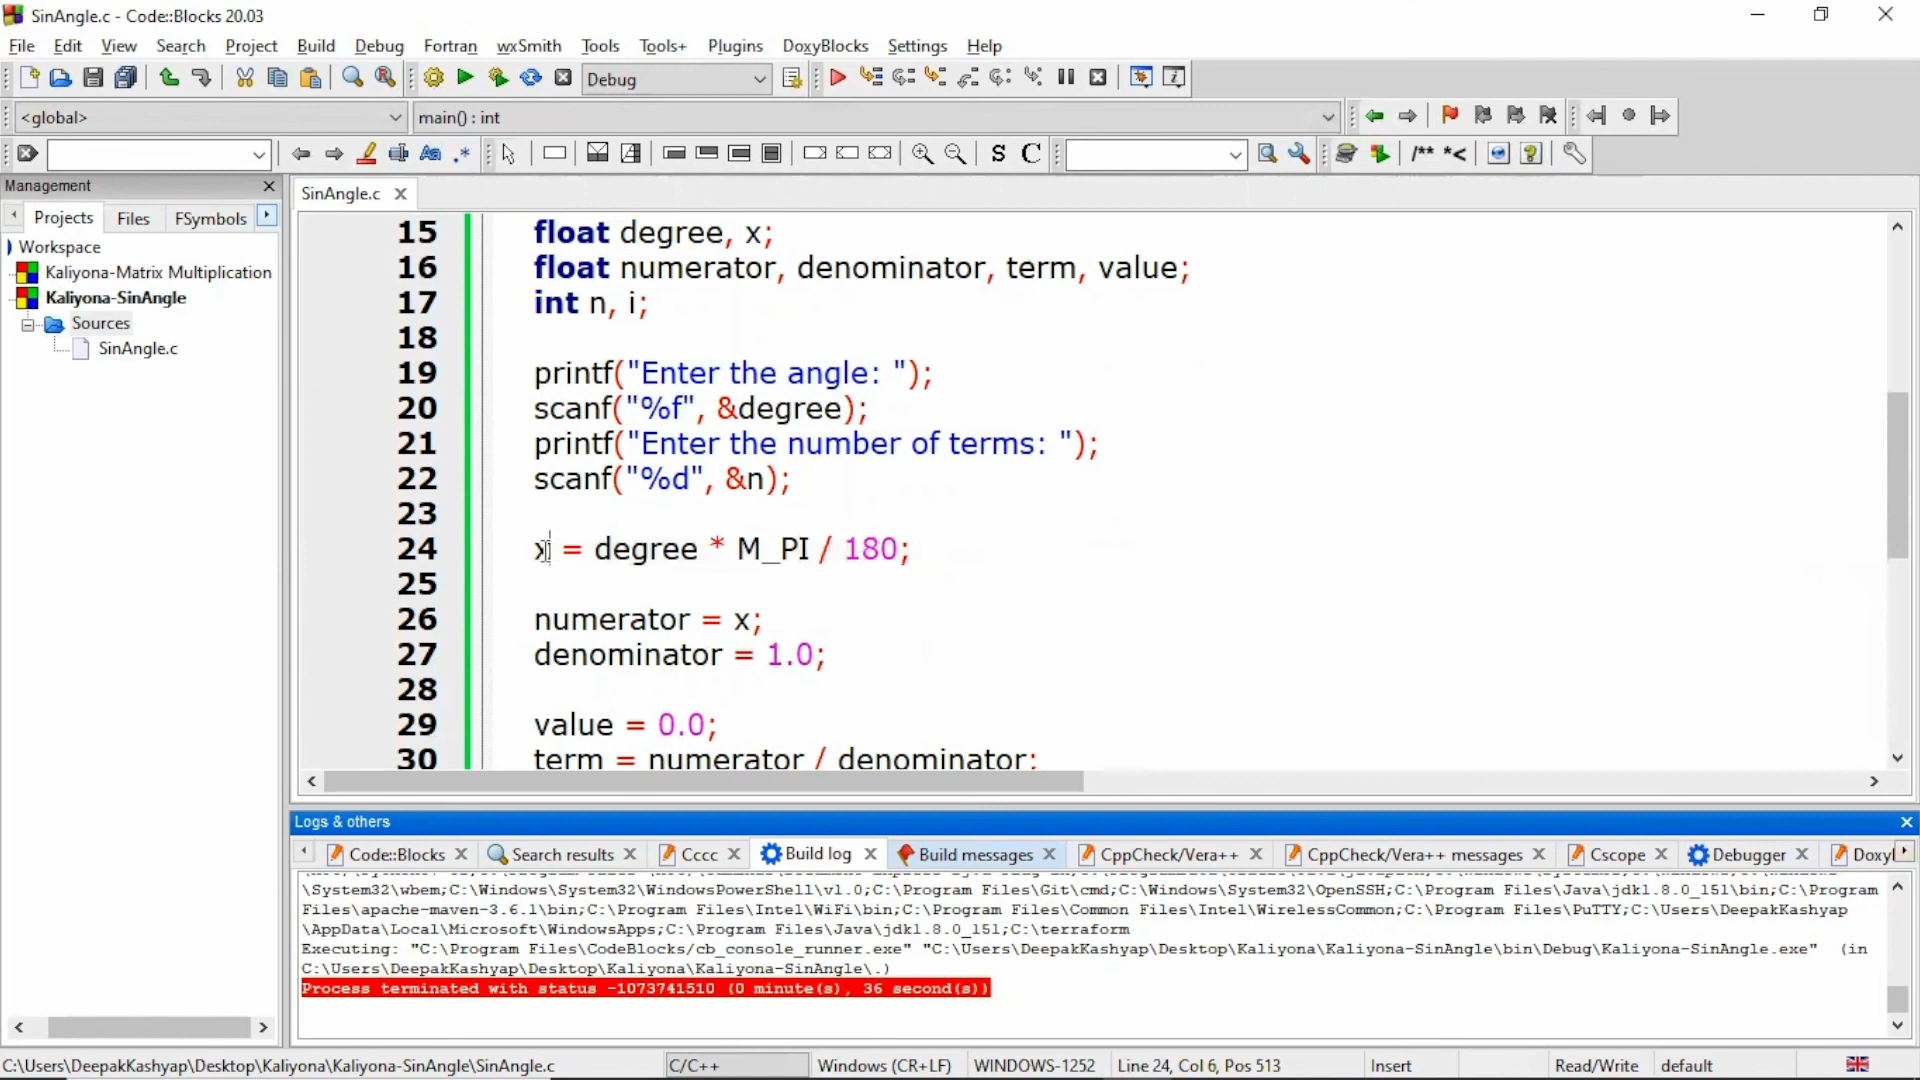 SinAngle.c - Code::Blocks 20.03
File Edit View Search Project Build Debug Fortran wxSmith Tools Tools+ Plugins DoxyBlocks Settings Help
Debug
<global>
main() : int
/** *<
S C
Management
Projects Files FSymbols
Workspace
Kaliyona-Matrix Multiplication
Kaliyona-SinAngle
Sources
SinAngle.c
SinAngle.c
15 float degree, x;
16 float numerator, denominator, term, value;
17 int n, i;
18
19 printf("Enter the angle: ");
20 scanf("%f", &degree);
21 printf("Enter the number of terms: ");
22 scanf("%d", &n);
23
24 x = degree * M_PI / 180;
25
26 numerator = x;
27 denominator = 1.0;
28
29 value = 0.0;
30 term = numerator / denominator;
Logs & others
Code::Blocks Search results Cccc Build log Build messages CppCheck/Vera++ CppCheck/Vera++ messages Cscope Debugger Doxyl
\System32\wbem;C:\Windows\System32\WindowsPowerShell\v1.0;C:\Program Files\Git\cmd;C:\Windows\System32\OpenSSH;C:\Program Files\Java\jdk1.8.0_151\bin;C:\Program
Files\apache-maven-3.6.1\bin;C:\Program Files\Intel\WiFi\bin;C:\Program Files\Common Files\Intel\WirelessCommon;C:\Program Files\PuTTY;C:\Users\DeepakKashyap
\AppData\Local\Microsoft\WindowsApps;C:\Program Files\Java\jdk1.8.0_151;C:\terraform
Executing: "C:\Program Files\CodeBlocks/cb_console_runner.exe" "C:\Users\DeepakKashyap\Desktop\Kaliyona\Kaliyona-SinAngle\bin\Debug\Kaliyona-SinAngle.exe" (in
C:\Users\DeepakKashyap\Desktop\Kaliyona\Kaliyona-SinAngle\.)
Process terminated with status -1073741510 (0 minute(s), 36 second(s))
C:\Users\DeepakKashyap\Desktop\Kaliyona\Kaliyona-SinAngle\SinAngle.c C/C++ Windows (CR+LF) WINDOWS-1252 Line 24, Col 6, Pos 513 Insert Read/Write default